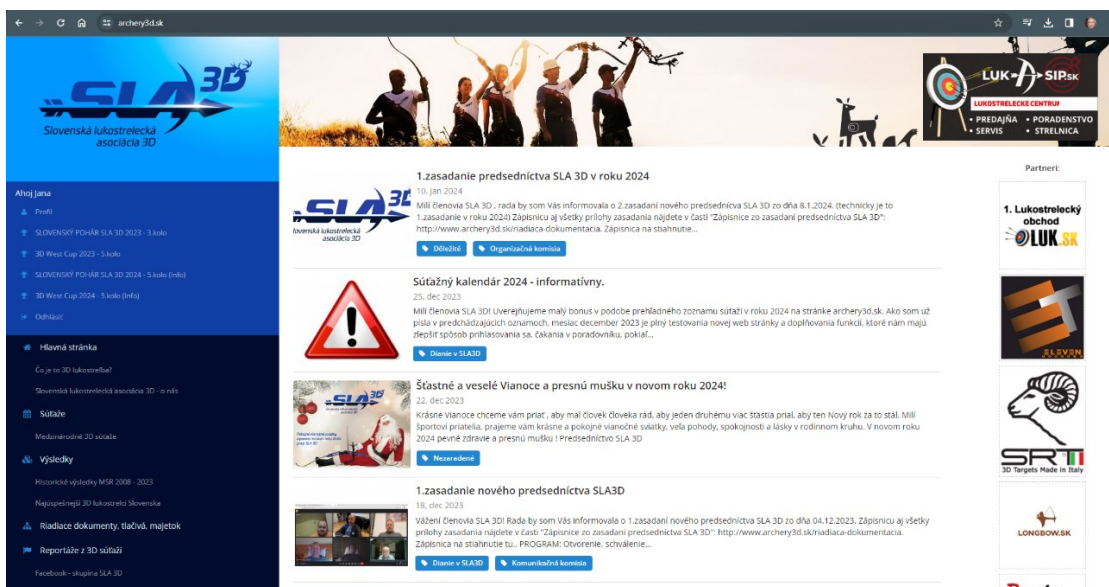 archery3d.sk
SLA 3D
Slovenská lukostrelecká
asociácia 3D
LUK SIP.SK
LUKOSTRELECKE CENTRUM
• PREDAJŇA • PORADENSTVO
• SERVIS • STRELNICA
Ahoj Jana
Profil
SLOVENSKÝ POHÁR SLA 3D 2023 - 3.kolo
3D West Cup 2023 - 5.kolo
SLOVENSKÝ POHÁR SLA 3D 2024 - 5.kolo (Info)
3D West Cup 2024 - 5.kolo (Info)
Odhlásiť
Hlavná stránka
Čo je to 3D lukostreľba?
Slovenská lukostrelecká asociácia 3D - o nás
Súťaže
Medzinárodné 3D súťaže
Výsledky
Historické výsledky MSR 2008 - 2023
Najúspešnejší 3D lukostrelci Slovenska
Riadiace dokumenty, tlačivá, majetok
Reportáže z 3D súťaží
Facebook - skupina SLA 3D
SLA 3D
lovenská lukostrelecká
asociácia 3D
1.zasadanie predsedníctva SLA 3D v roku 2024
10. jan 2024
Milí členovia SLA 3D , rada by som Vás informovala o 2.zasadaní nového predsedníctva SLA 3D zo dňa 8.1.2024. (technicky je to
1.zasadanie v roku 2024) Zápisnicu aj všetky prílohy zasadania nájdete v časti "Zápisnice zo zasadaní predsedníctva SLA 3D":
http://www.archery3d.sk/riadiaca-dokumentacia. Zápisnica na stiahnutie...
Dôležité
Organizačná komisia
Súťažný kalendár 2024 - informatívny.
25. dec 2023
Milí členovia SLA 3D! Uverejňujeme malý bonus v podobe prehľadného zoznamu súťaží v roku 2024 na stránke archery3d.sk. Ako som už
písla v predchádzajúcich oznamoch, mesiac december 2023 je plný testovania novej web stránky a doplňovania funkcií, ktoré nám majú
zlepšiť spôsob prihlasovania sa, čakania v poradovníku, pokiaľ...
Dianie v SLA3D
SLA 3D
Šťastné a veselé Vianoce a presnú mušku v novom roku 2024!
22. dec 2023
Krásne Vianoce chceme vám priať , aby mal človek človeka rád, aby jeden druhému viac šťastia prial, aby ten Nový rok za to stál. Milí
športoví priatelia, prajeme vám krásne a pokojné vianočné sviatky, veľa pohody, spokojnosti a lásky v rodinnom kruhu. V novom roku
2024 pevné zdravie a presnú mušku ! Predsedníctvo SLA 3D
Nezaradené
1.zasadanie nového predsedníctva SLA3D
18. dec 2023
Vážení členovia SLA 3D! Rada by som Vás informovala o 1.zasadaní nového predsedníctva SLA 3D zo dňa 04.12.2023. Zápisnicu aj všetky
prílohy zasadania nájdete v časti "Zápisnice zo zasadaní predsedníctva SLA 3D": http://www.archery3d.sk/riadiaca-dokumentacia.
Zápisnica na stiahnutie tu.. PROGRAM: Otvorenie, schválenie...
Dianie v SLA3D
Komunikačná komisia
Partneri:
1. Lukostrelecký
obchod
LUK.SK
ELEVEN
SRT
3D Targets Made in Italy
LONGBOW.SK